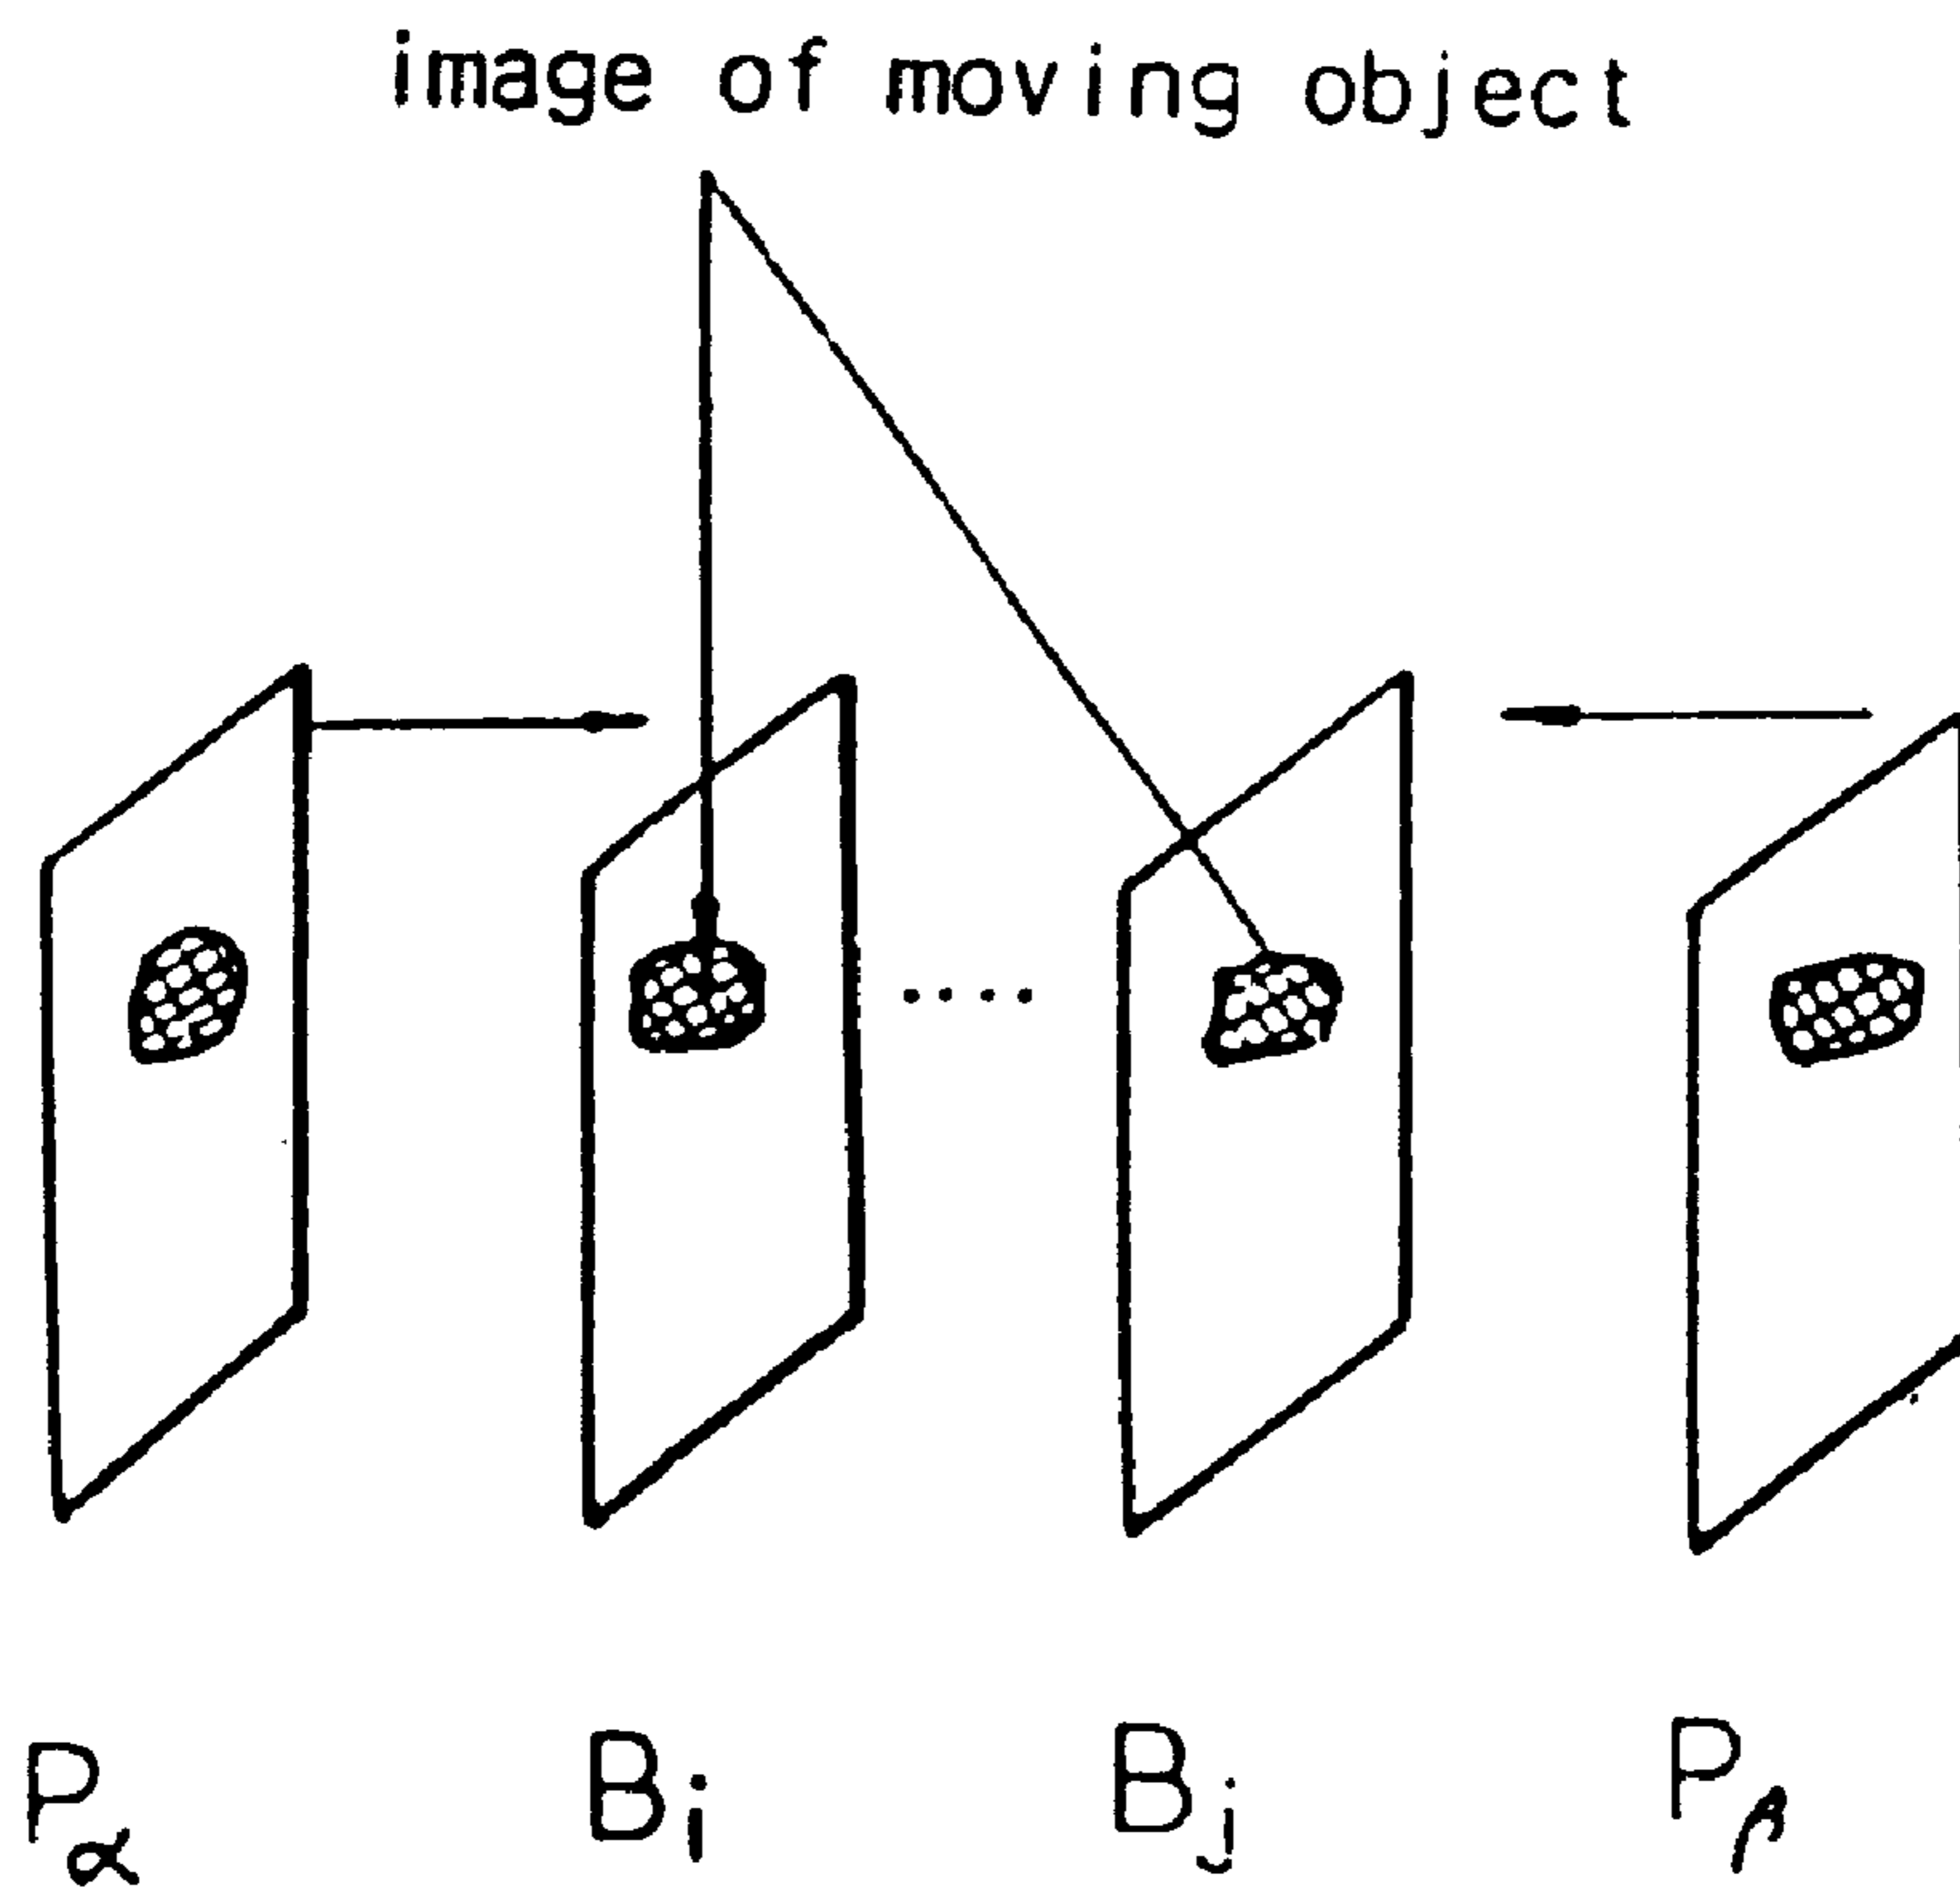 image of moving object
....
Pα Bi Bj Pβ